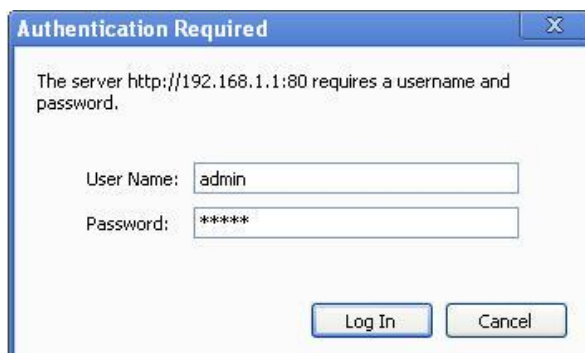 Authentication Required
The server http://192.168.1.1:80 requires a username and
password.
User Name: admin
Password: *****
Log In Cancel